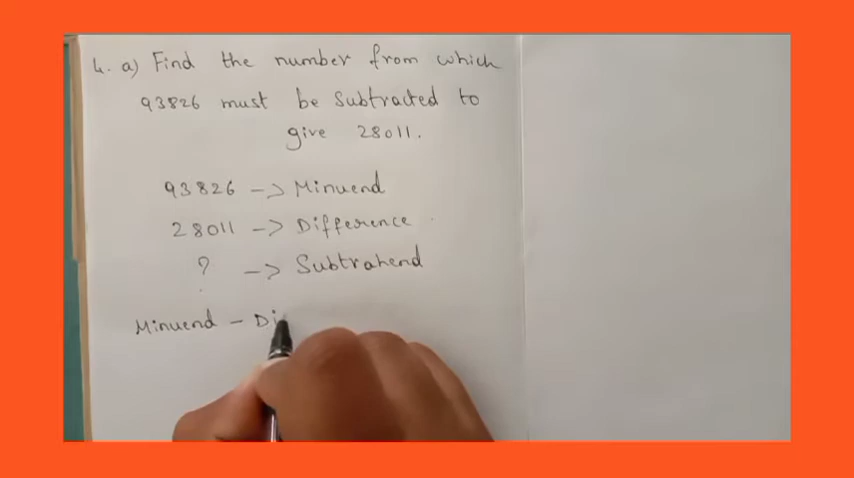 4. a) Find the number from which
93826 must be Subtracted to
give 28011.
93826 -> Minuend
28011 -> Difference
? -> Subtrahend
Minuend - Di